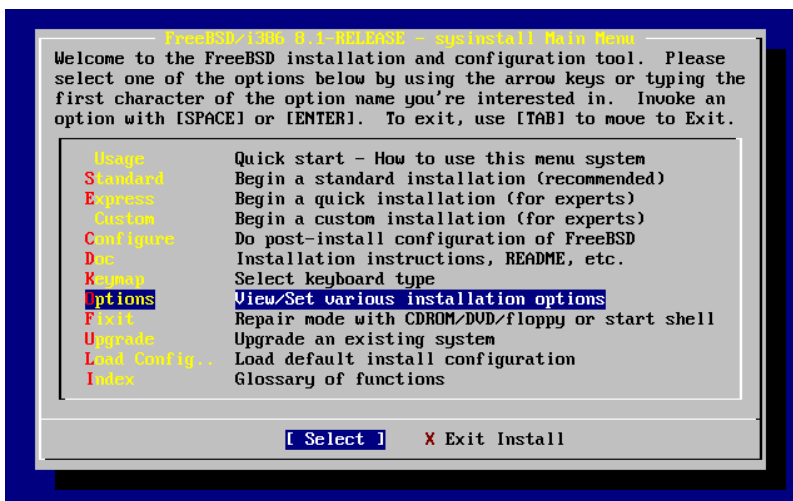 FreeBSD/i386 8.1-RELEASE - sysinstall Main Menu
Welcome to the FreeBSD installation and configuration tool.  Please
select one of the options below by using the arrow keys or typing the
first character of the option name you're interested in.  Invoke an
option with [SPACE] or [ENTER].  To exit, use [TAB] to move to Exit.
Usage Quick start - How to use this menu system
Standard Begin a standard installation (recommended)
Express Begin a quick installation (for experts)
Custom Begin a custom installation (for experts)
Configure Do post-install configuration of FreeBSD
Doc Installation instructions, README, etc.
Keymap Select keyboard type
Options View/Set various installation options
Fixit Repair mode with CDROM/DVD/floppy or start shell
Upgrade Upgrade an existing system
Load Config.. Load default install configuration
Index Glossary of functions
[ Select ] X Exit Install